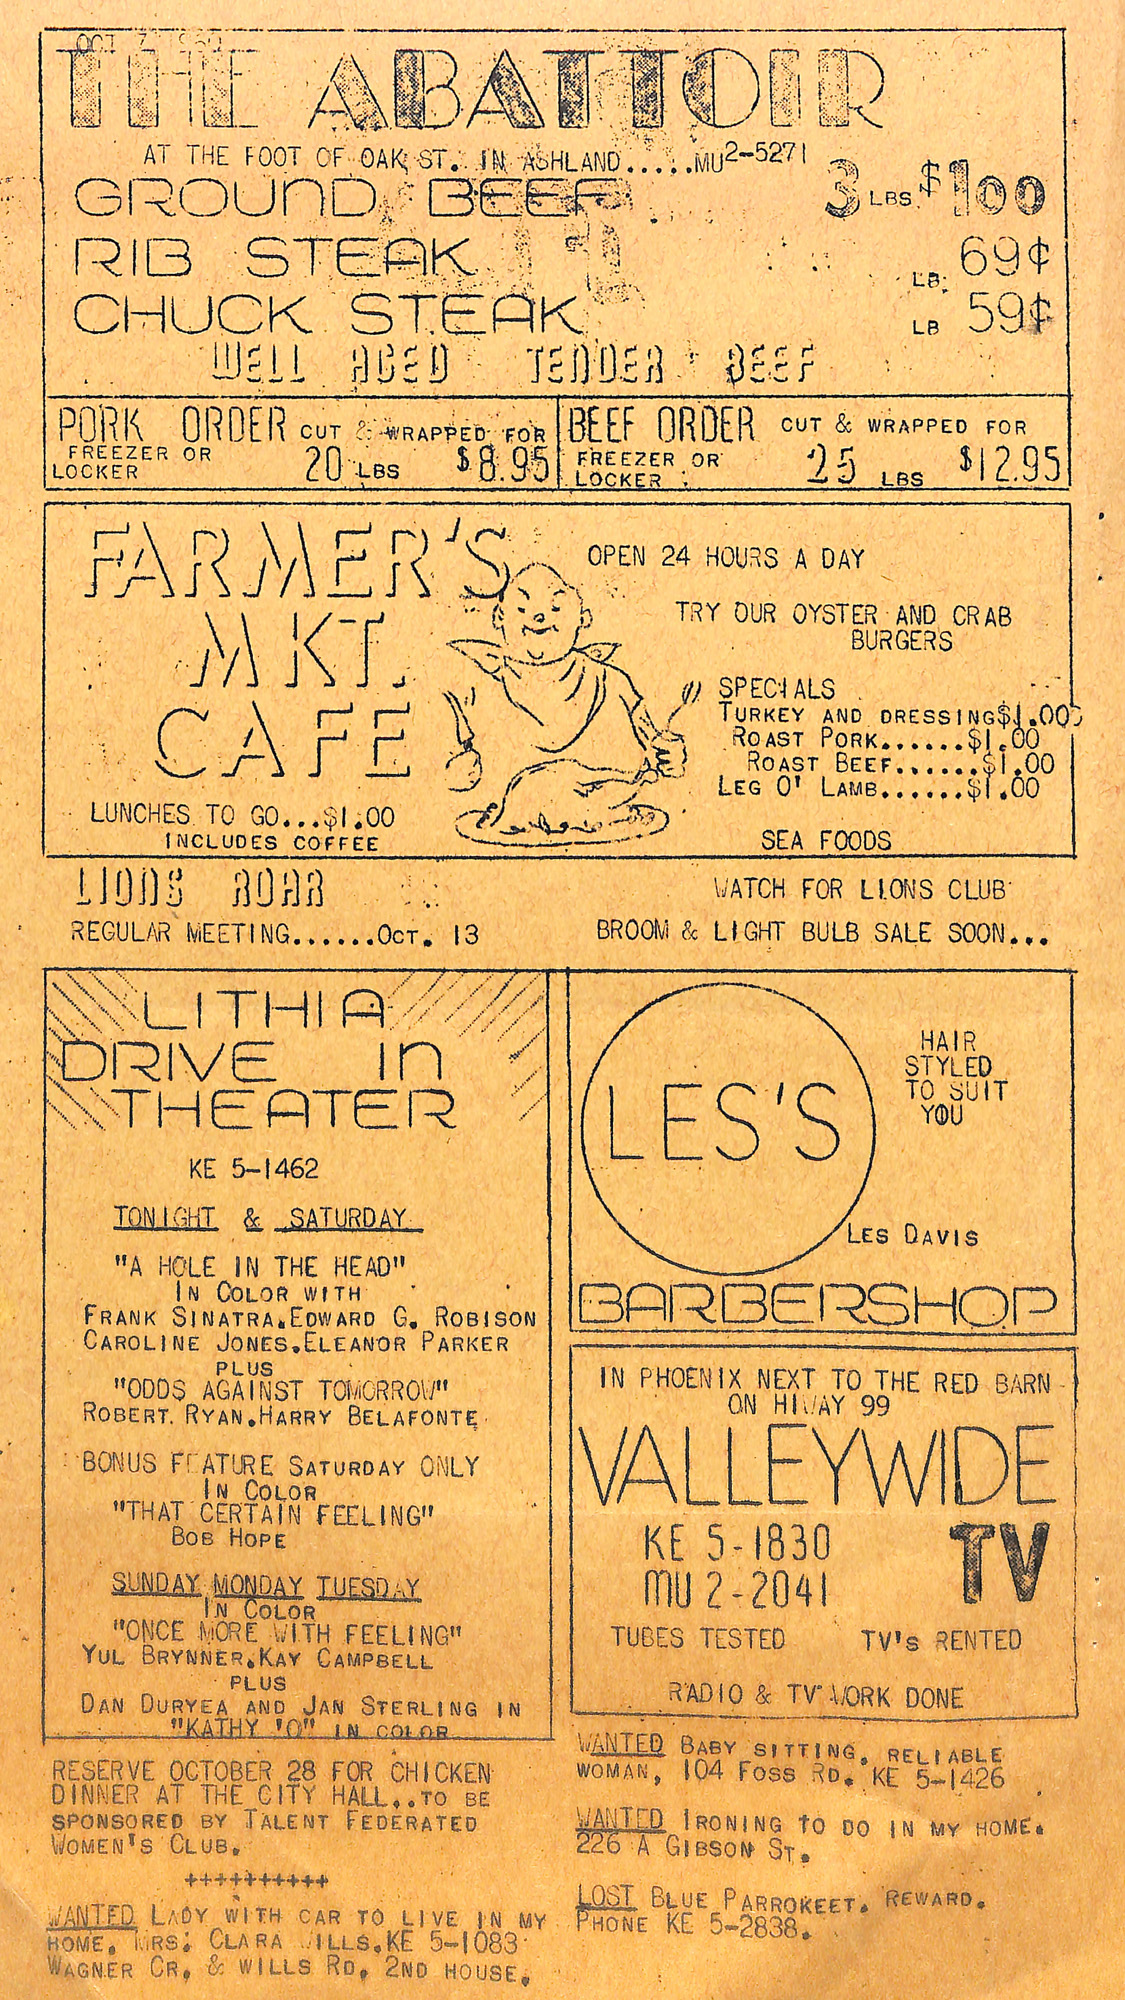 OCT 7 1960
THE ABATTOIR
AT THE FOOT OF OAK ST. IN ASHLAND.....MU2-5271
GROUND BEEF 3 LBS $1.00
RIB STEAK LB. 69¢
CHUCK STEAK LB 59¢
WELL AGED TENDER BEEF
PORK ORDER CUT & WRAPPED FOR
FREEZER OR
LOCKER 20 LBS $8.95
BEEF ORDER CUT & WRAPPED FOR
FREEZER OR
LOCKER 25 LBS $12.95
FARMER'S
MKT.
CAFE
LUNCHES TO GO...$1.00
INCLUDES COFFEE
OPEN 24 HOURS A DAY
TRY OUR OYSTER AND CRAB
BURGERS
SPECIALS
TURKEY AND DRESSING$1.00
ROAST PORK......$1.00
ROAST BEEF......$1.00
LEG O' LAMB......$1.00
SEA FOODS
LIONS ROAR
REGULAR MEETING......OCT. 13
WATCH FOR LIONS CLUB
BROOM & LIGHT BULB SALE SOON...
LITHIA
DRIVE IN
THEATER
KE 5-1462
TONIGHT & SATURDAY
"A HOLE IN THE HEAD"
IN COLOR WITH
FRANK SINATRA.EDWARD G. ROBISON
CAROLINE JONES.ELEANOR PARKER
PLUS
"ODDS AGAINST TOMORROW"
ROBERT. RYAN.HARRY BELAFONTE
BONUS FEATURE SATURDAY ONLY
IN COLOR
"THAT CERTAIN FEELING"
BOB HOPE
SUNDAY MONDAY TUESDAY
IN COLOR
"ONCE MORE WITH FEELING"
YUL BRYNNER.KAY CAMPBELL
PLUS
DAN DURYEA AND JAN STERLING IN
"KATHY 'O" IN COLOR
LES'S
HAIR
STYLED
TO SUIT
YOU
LES DAVIS
BARBERSHOP
IN PHOENIX NEXT TO THE RED BARN
ON HIWAY 99
VALLEYWIDE
KE 5-1830 TV
MU 2-2041
TUBES TESTED TV's RENTED
RADIO & TV WORK DONE
RESERVE OCTOBER 28 FOR CHICKEN
DINNER AT THE CITY HALL..TO BE
SPONSORED BY TALENT FEDERATED
WOMEN'S CLUB.
++++++++++
WANTED LADY WITH CAR TO LIVE IN MY
HOME. MRS. CLARA WILLS.KE 5-1083
WAGNER CR. & WILLS RD. 2ND HOUSE.
WANTED BABY SITTING. RELIABLE
WOMAN, 104 FOSS RD. KE 5-1426
WANTED IRONING TO DO IN MY HOME.
226 A GIBSON ST.
LOST BLUE PARROKEET. REWARD.
PHONE KE 5-2838.